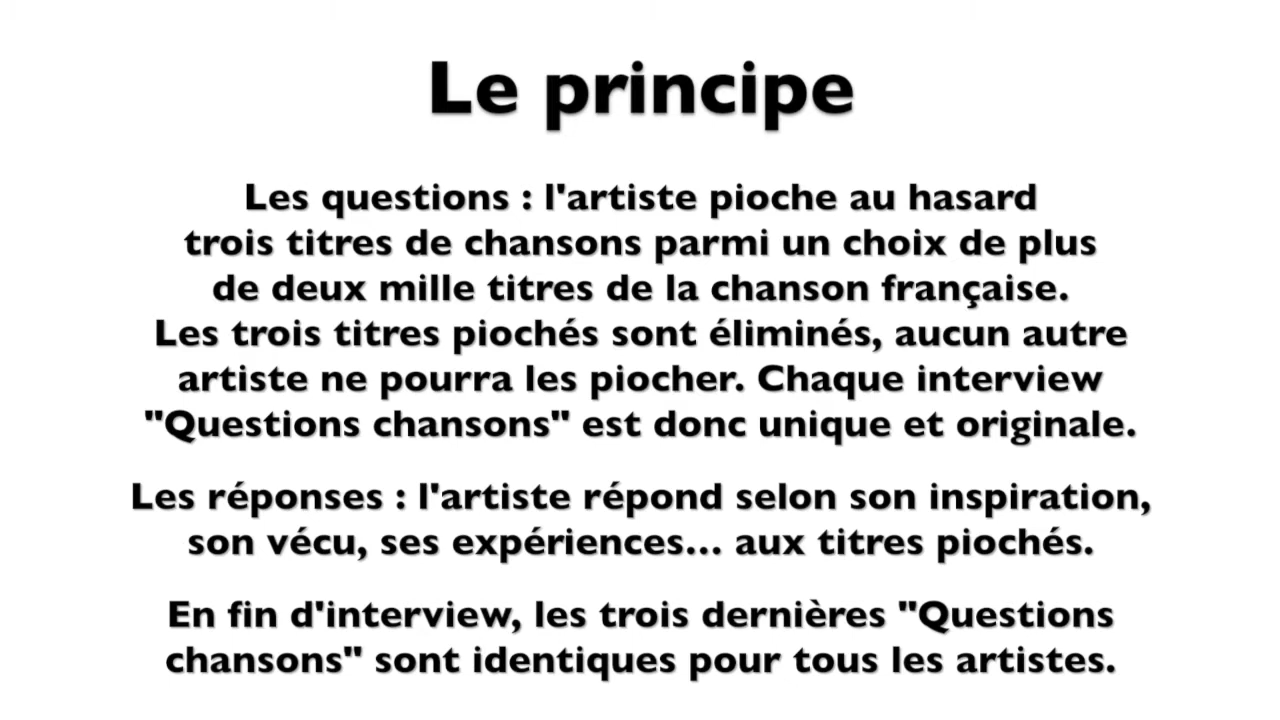 Le principe
Les questions : l'artiste pioche au hasard
trois titres de chansons parmi un choix de plus
de deux mille titres de la chanson française.
Les trois titres piochés sont éliminés, aucun autre
artiste ne pourra les piocher. Chaque interview
"Questions chansons" est donc unique et originale.
Les réponses : l'artiste répond selon son inspiration,
son vécu, ses expériences... aux titres piochés.
En fin d'interview, les trois dernières "Questions
chansons" sont identiques pour tous les artistes.